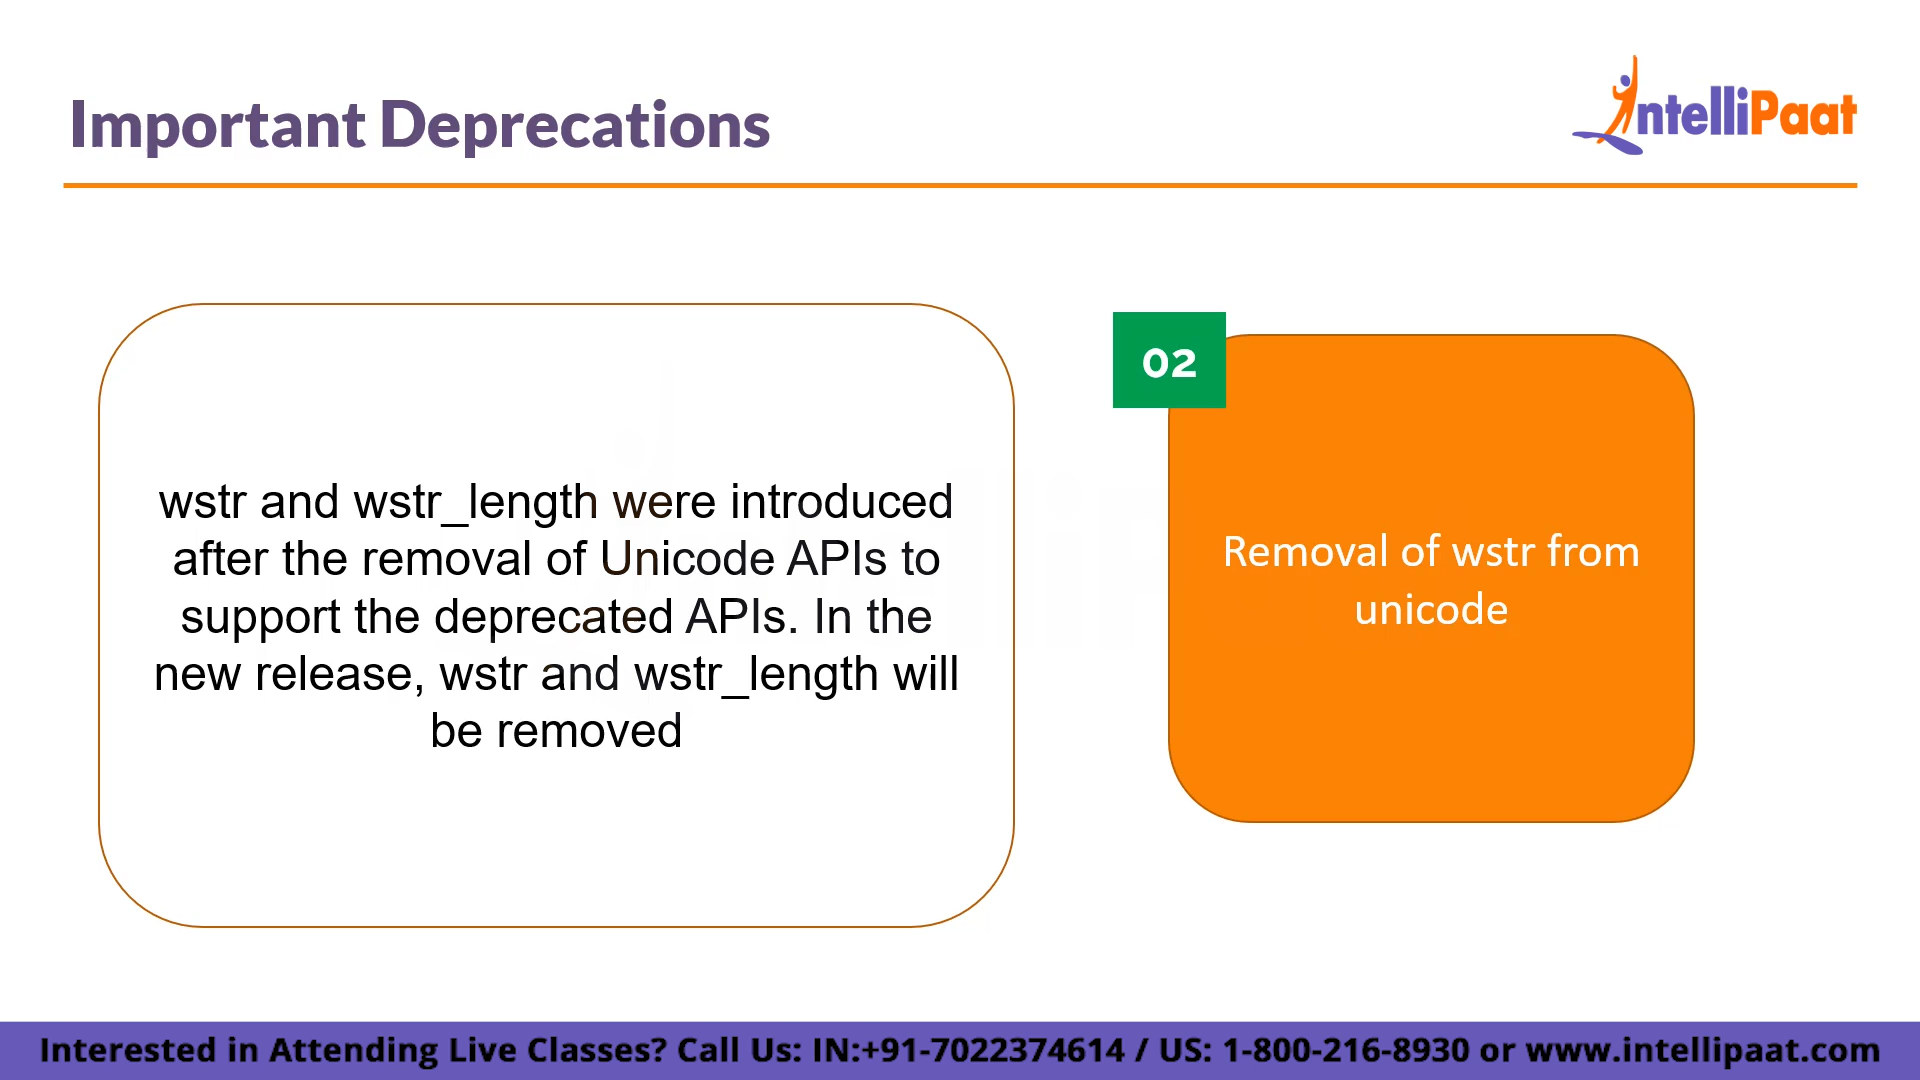 Important Deprecations
intelliPaat
wstr and wstr_length were introduced
after the removal of Unicode APIs to
support the deprecated APIs. In the
new release, wstr and wstr_length will
be removed
02
Removal of wstr from
unicode
Interested in Attending Live Classes? Call Us: IN:+91-7022374614 / US: 1-800-216-8930 or www.intellipaat.com